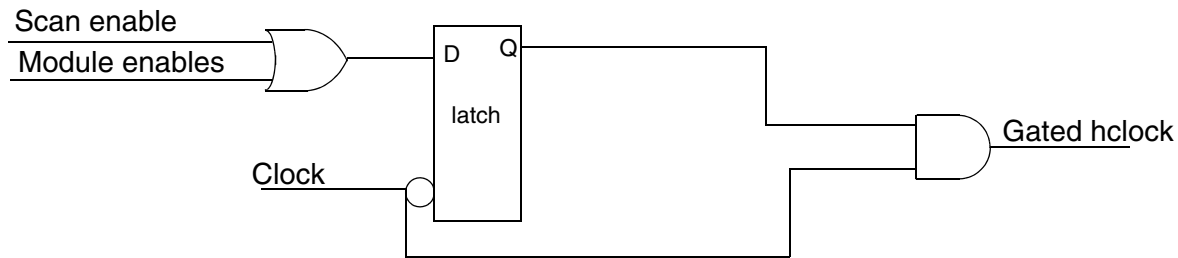 Scan enable
Module enables
D
Q
latch
Clock
Gated hclock